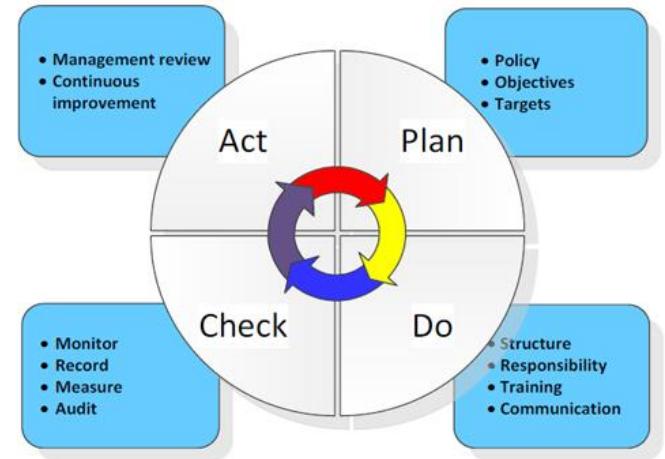 • Management review
• Continuous
improvement
Act
• Policy
• Objectives
• Targets
Plan
• Monitor
• Record
• Measure
• Audit
Check
• Structure
• Responsibility
• Training
• Communication
Do